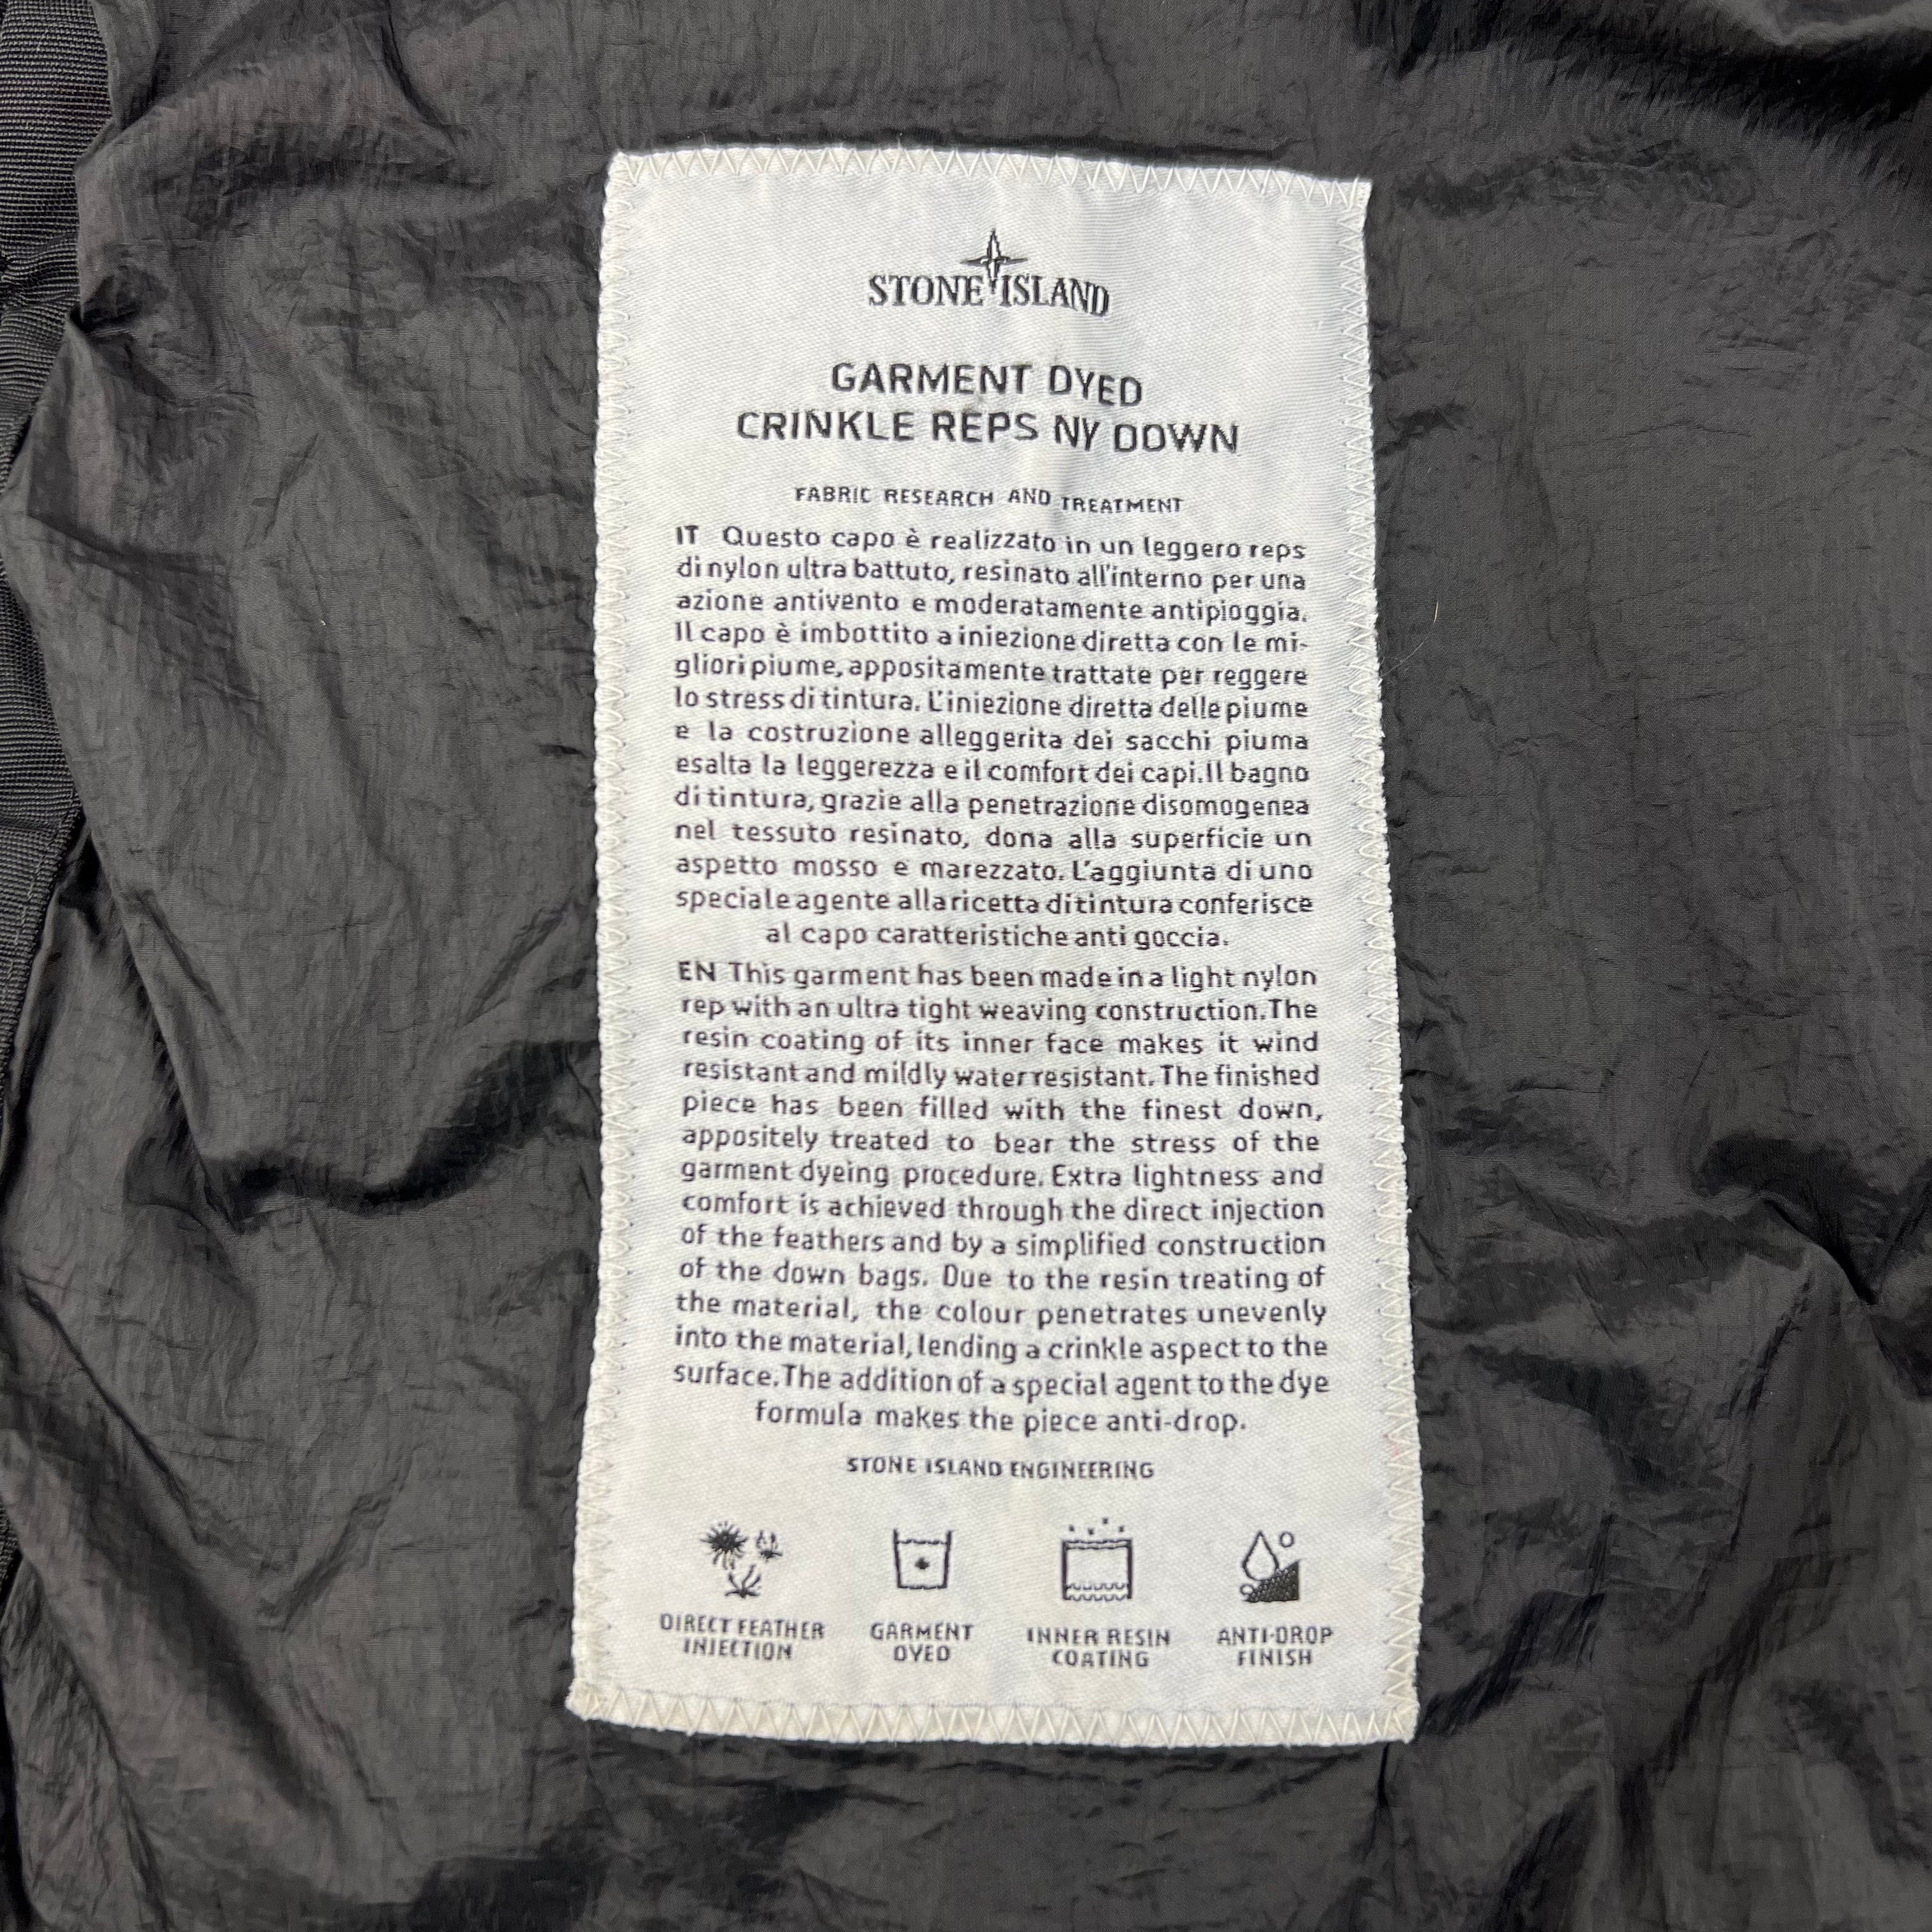 STONE ISLAND
GARMENT DYED
CRINKLE REPS NY DOWN
FABRIC RESEARCH AND TREATMENT
IT Questo capo è realizzato in un leggero reps
di nylon ultra battuto, resinato all'interno per una
azione antivento e moderatamente antipioggia.
Il capo è imbottito a iniezione diretta con le mi-
gliori piume, appositamente trattate per reggere
lo stress di tintura. L'iniezione diretta delle piume
e la costruzione alleggerita dei sacchi piuma
esalta la leggerezza e il comfort dei capi. Il bagno
di tintura, grazie alla penetrazione disomogenea
nel tessuto resinato, dona alla superficie un
aspetto mosso e marezzato. L'aggiunta di uno
speciale agente alla ricetta di tintura conferisce
al capo caratteristiche anti goccia.
EN This garment has been made in a light nylon
rep with an ultra tight weaving construction. The
resin coating of its inner face makes it wind
resistant and mildly water resistant. The finished
piece has been filled with the finest down,
appositely treated to bear the stress of the
garment dyeing procedure. Extra lightness and
comfort is achieved through the direct injection
of the feathers and by a simplified construction
of the down bags. Due to the resin treating of
the material, the colour penetrates unevenly
into the material, lending a crinkle aspect to the
surface. The addition of a special agent to the dye
formula makes the piece anti-drop.
STONE ISLAND ENGINEERING
DIRECT FEATHER
INJECTION
GARMENT
DYED
INNER RESIN
COATING
ANTI-DROP
FINISH